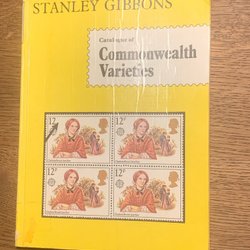 STANLEY GIBBONS
Catalogue of
Commonwealth
Varieties
12p
12p
12p
12p